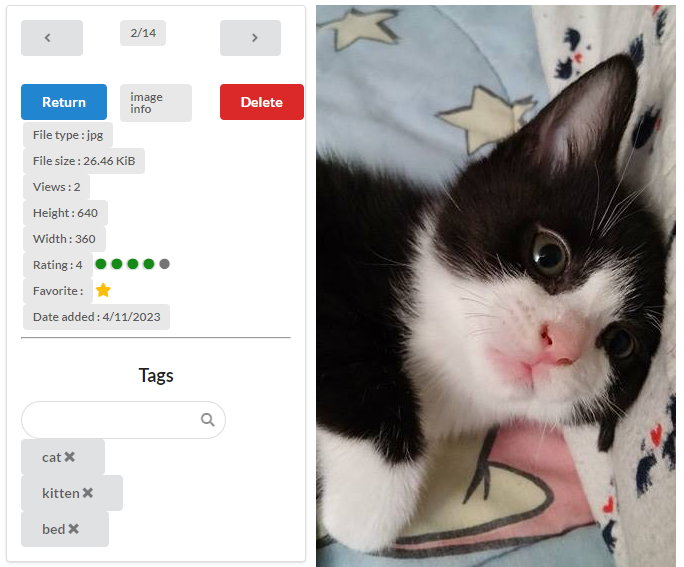 2/14
Return
image
info
Delete
File type : jpg
File size : 26.46 KiB
Views : 2
Height : 640
Width : 360
Rating : 4
Favorite :
Date added : 4/11/2023
Tags
cat
kitten
bed